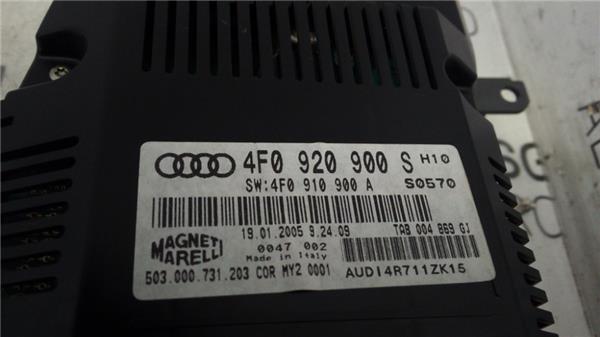 4F0 920 900 S H10
SW:4F0 910 900 A S0570
19.01.2005 9.24.09 TAB 004 869 GJ
MAGNETI MARELLI
0047 002
Made in Italy
503.000.731.203 COR MY2 0001
AUDI4R711ZK15